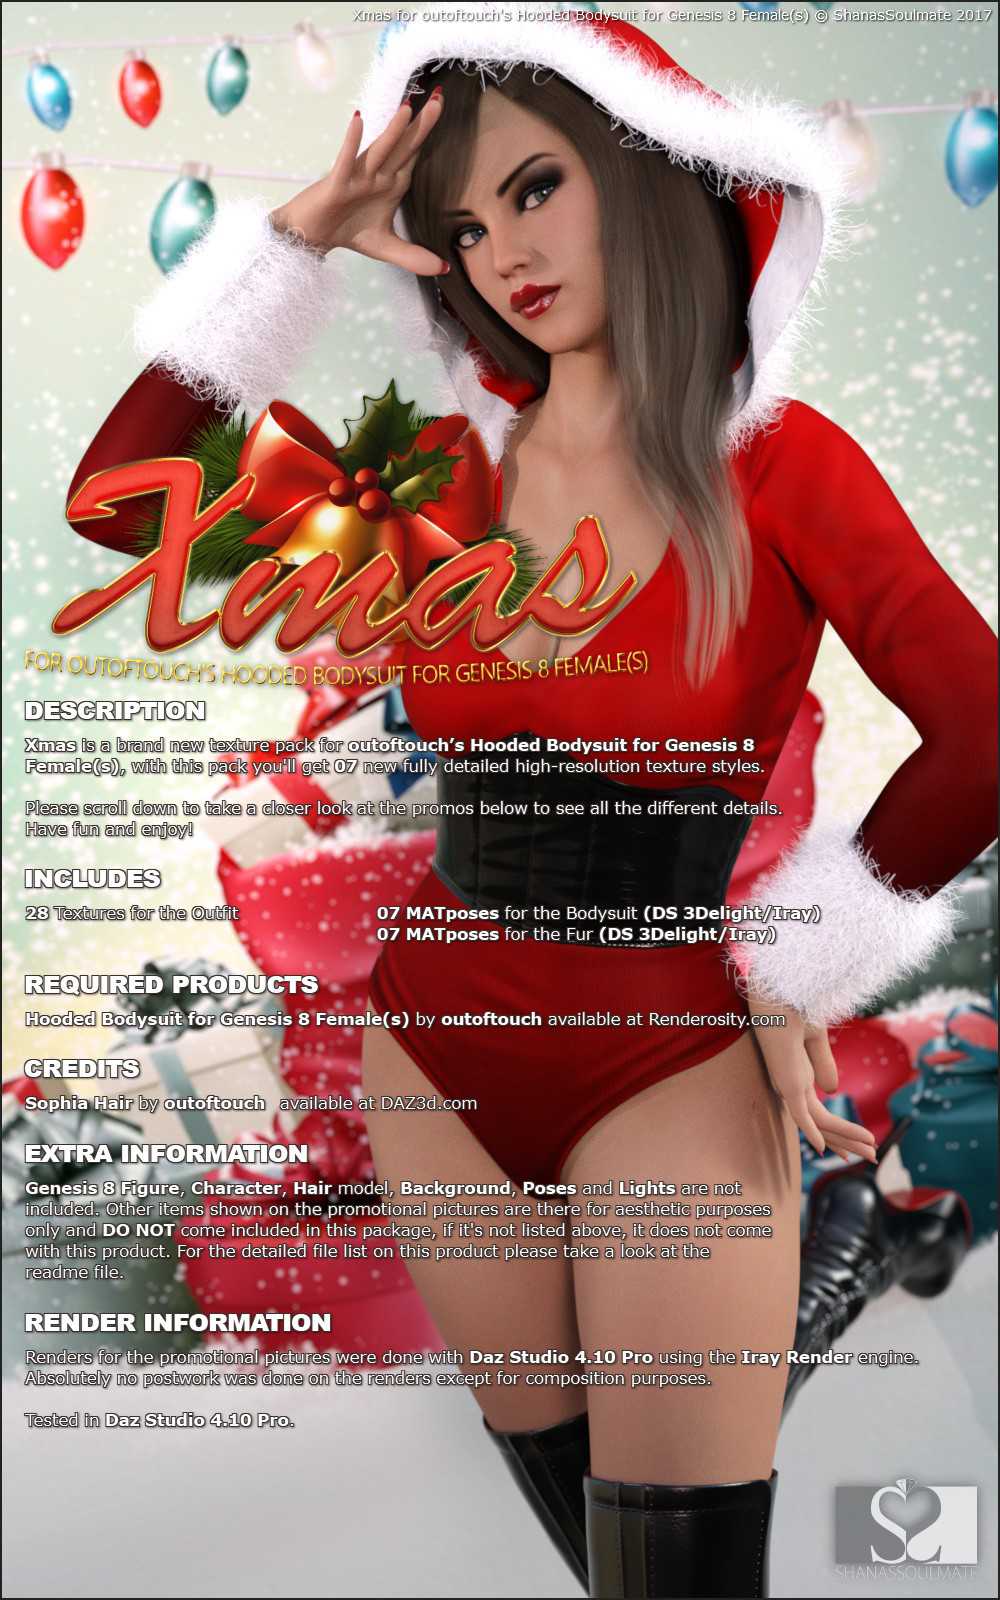 Xmas for outoftouch's Hooded Bodysuit for Genesis 8 Female(s) © ShanasSoulmate 2017
Xmas
FOR OUTOFTOUCH'S HOODED BODYSUIT FOR GENESIS 8 FEMALE(S)
DESCRIPTION
Xmas is a brand new texture pack for outoftouch’s Hooded Bodysuit for Genesis 8
Female(s), with this pack you'll get 07 new fully detailed high-resolution texture styles.
Please scroll down to take a closer look at the promos below to see all the different details.
Have fun and enjoy!
INCLUDES
28 Textures for the Outfit
07 MATposes for the Bodysuit (DS 3Delight/Iray)
07 MATposes for the Fur (DS 3Delight/Iray)
REQUIRED PRODUCTS
Hooded Bodysuit for Genesis 8 Female(s) by outoftouch available at Renderosity.com
CREDITS
Sophia Hair by outoftouch available at DAZ3d.com
EXTRA INFORMATION
Genesis 8 Figure, Character, Hair model, Background, Poses and Lights are not
included. Other items shown on the promotional pictures are there for aesthetic purposes
only and DO NOT come included in this package, if it's not listed above, it does not come
with this product. For the detailed file list on this product please take a look at the
readme file.
RENDER INFORMATION
Renders for the promotional pictures were done with Daz Studio 4.10 Pro using the Iray Render engine.
Absolutely no postwork was done on the renders except for composition purposes.
Tested in Daz Studio 4.10 Pro.
SS
SHANASSOULMATE